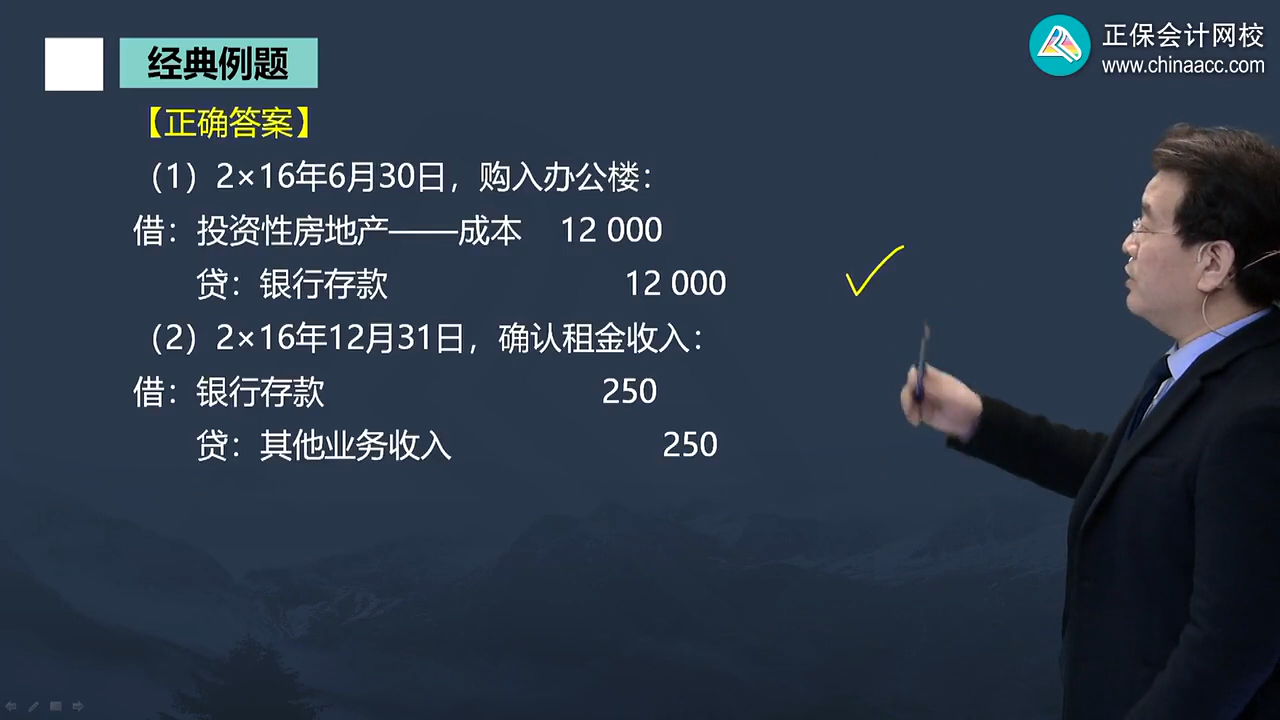 正保会计网校
www.chinaacc.com
经典例题
【正确答案】
（1）2×16年6月30日，购入办公楼：
借：投资性房地产——成本 12 000
贷：银行存款 12 000
（2）2×16年12月31日，确认租金收入：
借：银行存款 250
贷：其他业务收入 250